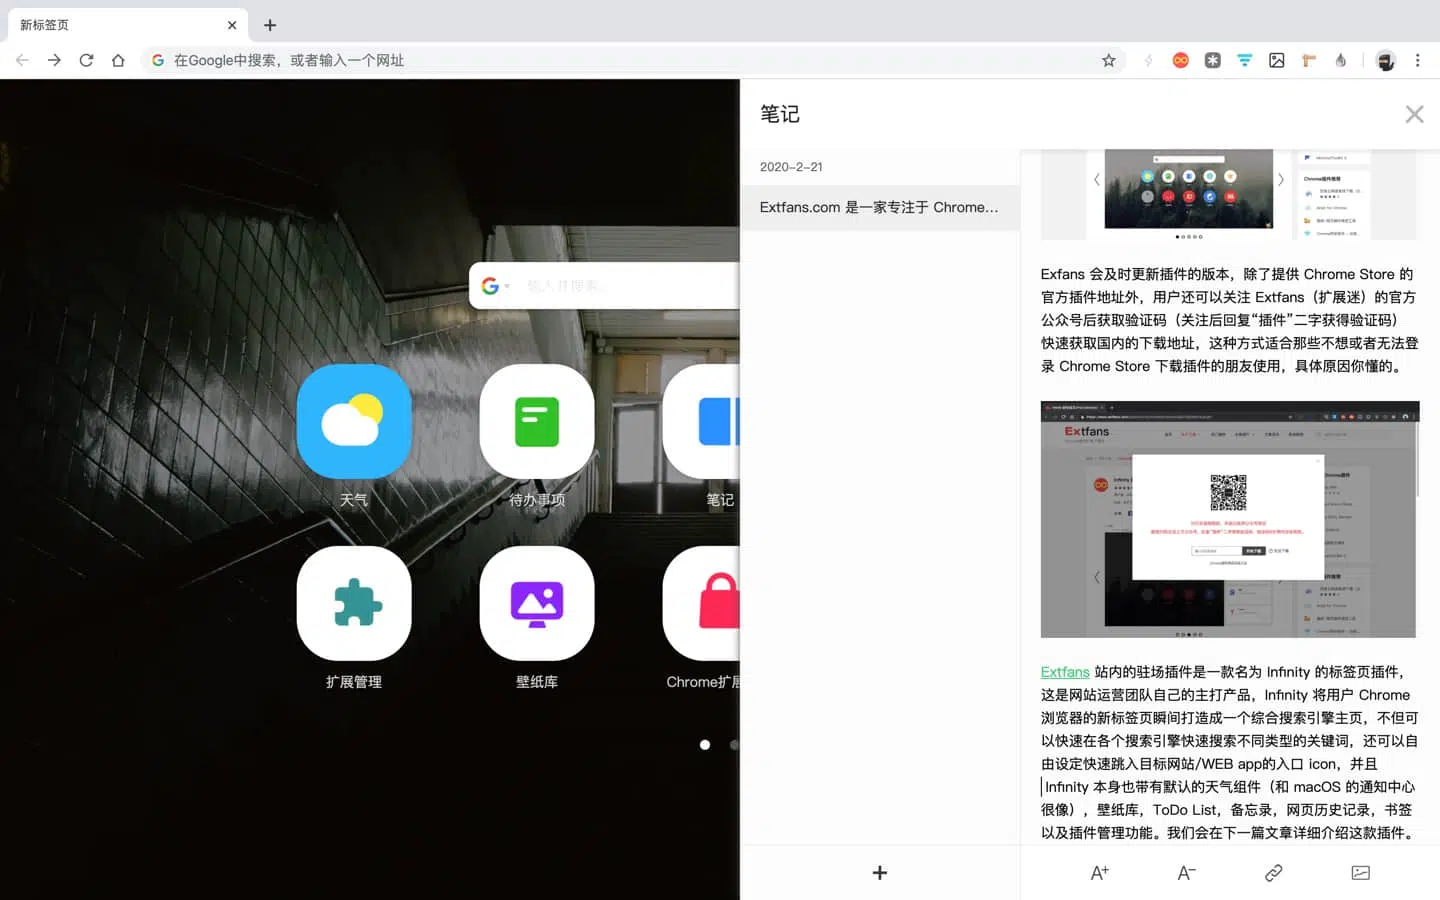 新标签页
在Google中搜索，或者输入一个网址
笔记
2020-2-21
Extfans.com 是一家专注于 Chrome...
输入并搜索...
天气
待办事项
笔记
扩展管理
壁纸库
Chrome扩展
Exfans 会及时更新插件的版本，除了提供 Chrome Store 的
官方插件地址外，用户还可以关注 Extfans（扩展迷）的官方
公众号后获取验证码（关注后回复“插件”二字获得验证码）
快速获取国内的下载地址，这种方式适合那些不想或者无法登
录 Chrome Store 下载插件的朋友使用，具体原因你懂的。
Extfans
Extfans 站内的驻场插件是一款名为 Infinity 的标签页插件，
这是网站运营团队自己的主打产品，Infinity 将用户 Chrome
浏览器的新标签页瞬间打造成一个综合搜索引擎主页，不但可
以快速在各个搜索引擎快速搜索不同类型的关键词，还可以自
由设定快速跳入目标网站/WEB app的入口 icon，并且
Infinity 本身也带有默认的天气组件（和 macOS 的通知中心
很像），壁纸库，ToDo List，备忘录，网页历史记录，书签
以及插件管理功能。我们会在下一篇文章详细介绍这款插件。
A+
A−